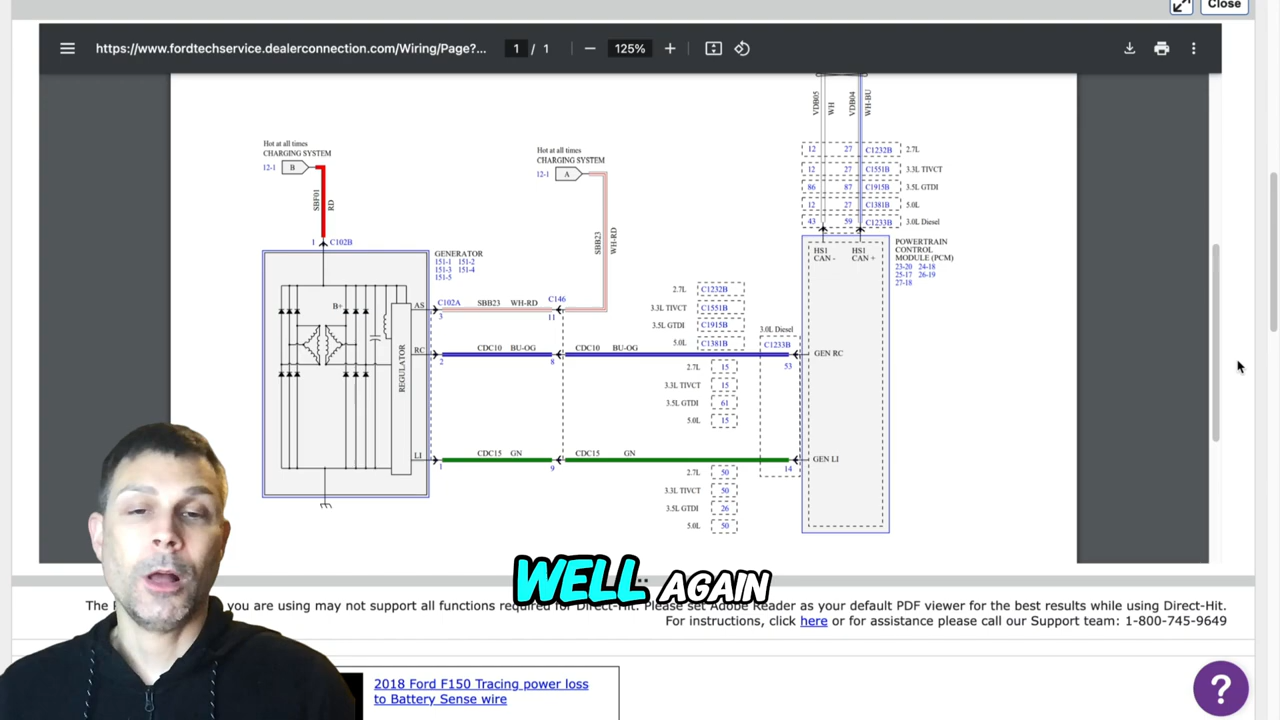 Close
https://www.fordtechservice.dealerconnection.com/Wiring/Page?...
1 / 1
125%
VDB05
WH
VDB04
WH-BU
Hot at all times
CHARGING SYSTEM
12-1 B
SBF01
RD
1 C102B
Hot at all times
CHARGING SYSTEM
12-1 A
SBB23
WH-RD
12 27 C1232B 2.7L
12 27 C1551B 3.3L TIVCT
86 87 C1915B 3.5L GTDI
12 27 C1381B 5.0L
43 59 C1233B 3.0L Diesel
GENERATOR
151-1 151-2
151-3 151-4
151-5
HS1
CAN -
HS1
CAN +
POWERTRAIN
CONTROL
MODULE (PCM)
23-20 24-18
25-17 26-19
27-18
B+
REGULATOR
AS C102A SBB23 WH-RD C146
3 11
2.7L C1232B
3.3L TIVCT C1551B
3.5L GTDI C1915B
5.0L C1381B
3.0L Diesel
C1233B
RC CDC10 BU-OG CDC10 BU-OG GEN RC
2 8 53
2.7L 15
3.3L TIVCT 15
3.5L GTDI 61
5.0L 15
LI CDC15 GN CDC15 GN GEN LI
1 9 14
2.7L 50
3.3L TIVCT 50
3.5L GTDI 26
5.0L 50
WELL AGAIN
The P you are using may not support all functions required for Direct-Hit. Please set Adobe Reader as your default PDF viewer for the best results while using Direct-Hit.
For instructions, click here or for assistance please call our Support team: 1-800-745-9649
2018 Ford F150 Tracing power loss
to Battery Sense wire
?